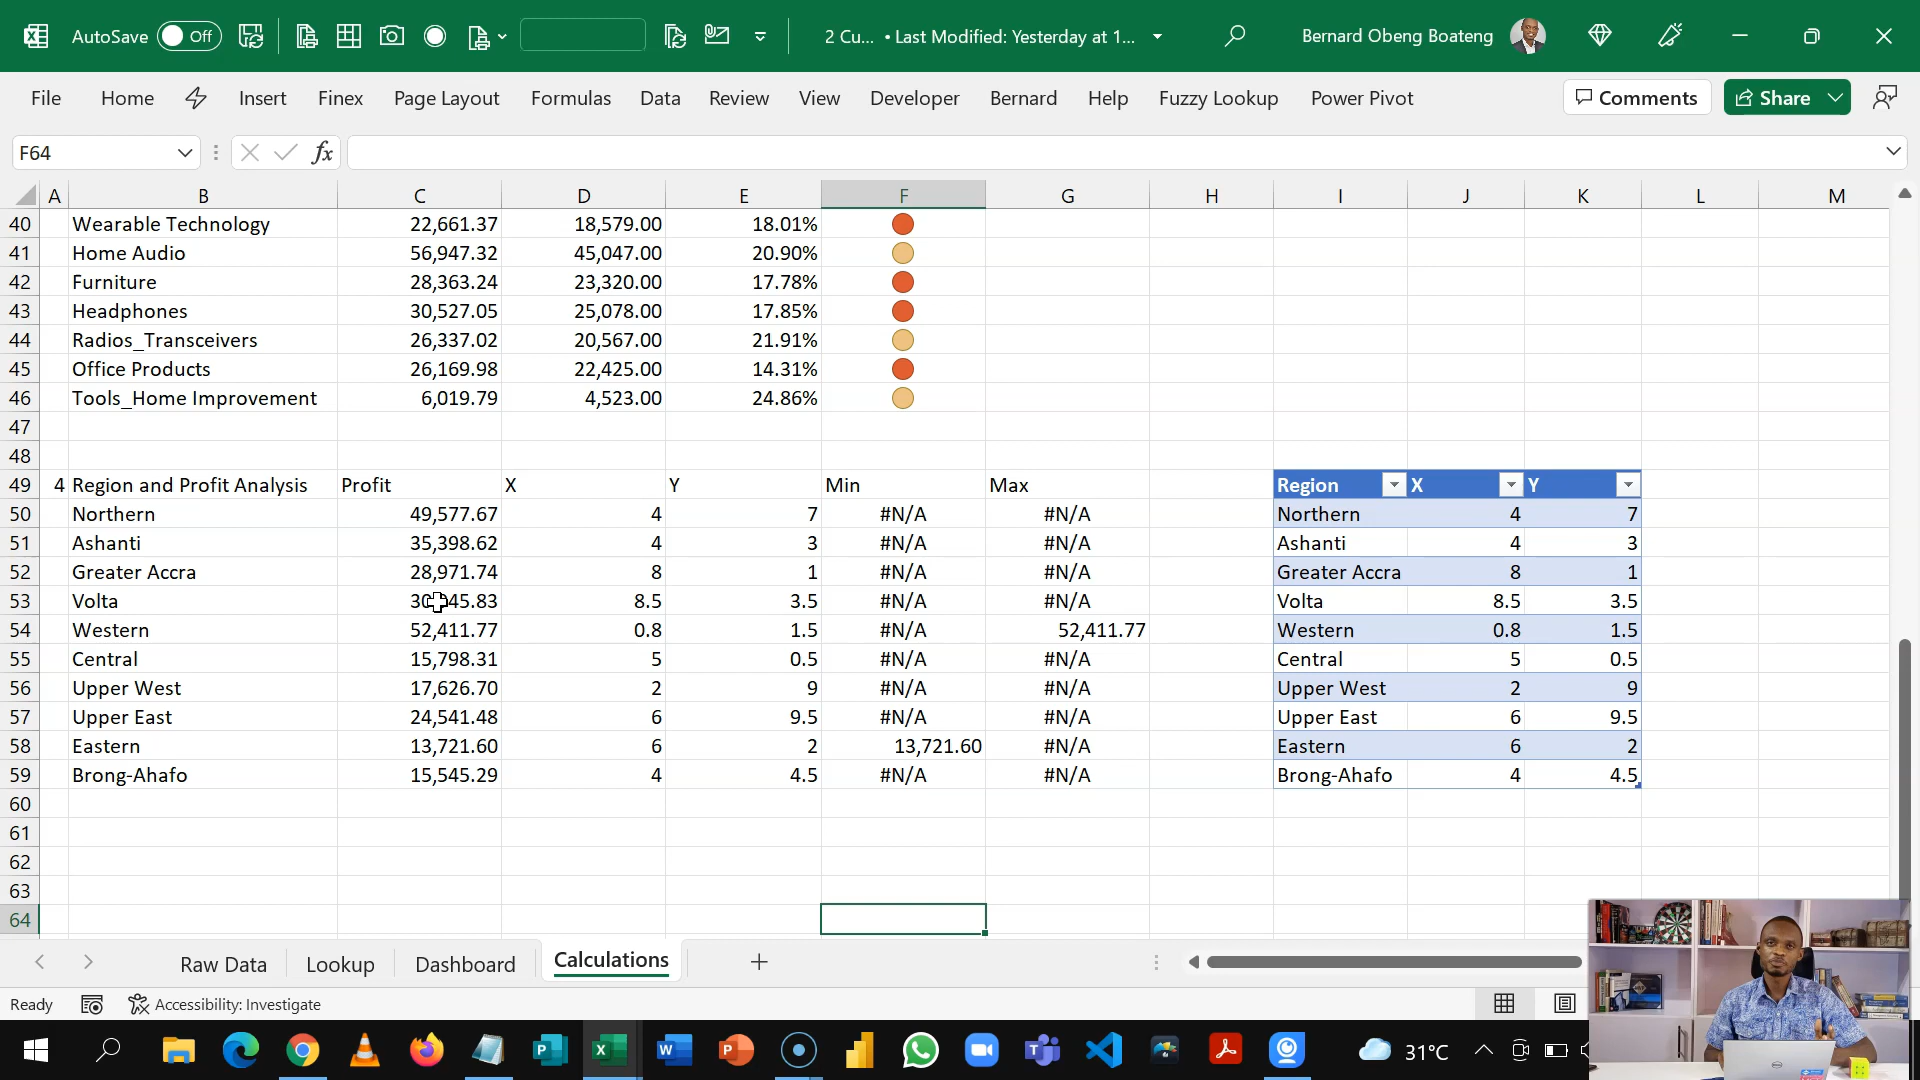 AutoSave Off 2 Cu... • Last Modified: Yesterday at 1... Bernard Obeng Boateng
File Home Insert Finex Page Layout Formulas Data Review View Developer Bernard Help Fuzzy Lookup Power Pivot Comments Share
F64 fx
A B C D E F G H I J K L M
40 Wearable Technology 22,661.37 18,579.00 18.01%
41 Home Audio 56,947.32 45,047.00 20.90%
42 Furniture 28,363.24 23,320.00 17.78%
43 Headphones 30,527.05 25,078.00 17.85%
44 Radios_Transceivers 26,337.02 20,567.00 21.91%
45 Office Products 26,169.98 22,425.00 14.31%
46 Tools_Home Improvement 6,019.79 4,523.00 24.86%
47
48
49 4 Region and Profit Analysis Profit X Y Min Max Region X Y
50 Northern 49,577.67 4 7 #N/A #N/A Northern 4 7
51 Ashanti 35,398.62 4 3 #N/A #N/A Ashanti 4 3
52 Greater Accra 28,971.74 8 1 #N/A #N/A Greater Accra 8 1
53 Volta 8.5 3.5 #N/A #N/A Volta 8.5 3.5
54 Western 52,411.77 0.8 1.5 #N/A 52,411.77 Western 0.8 1.5
55 Central 15,798.31 5 0.5 #N/A #N/A Central 5 0.5
56 Upper West 17,626.70 2 9 #N/A #N/A Upper West 2 9
57 Upper East 24,541.48 6 9.5 #N/A #N/A Upper East 6 9.5
58 Eastern 13,721.60 6 2 13,721.60 #N/A Eastern 6 2
59 Brong-Ahafo 15,545.29 4 4.5 #N/A #N/A Brong-Ahafo 4 4.5
60
61
62
63
64
Raw Data Lookup Dashboard Calculations
Ready Accessibility: Investigate
31°C